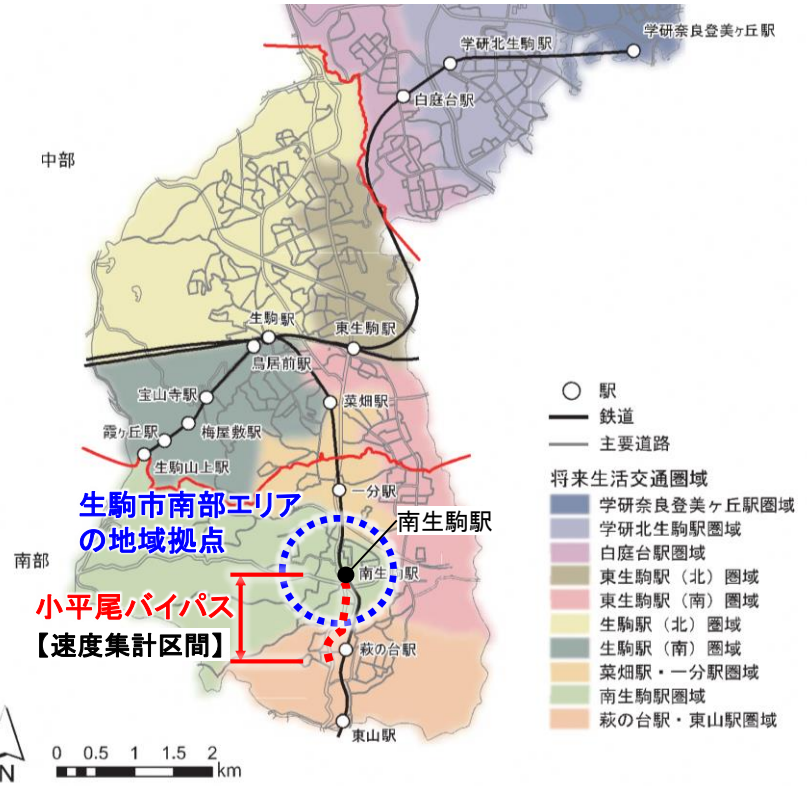 学研奈良登美ヶ丘駅
学研北生駒駅
白庭台駅
中部
生駒駅
東生駒駅
鳥居前駅
宝山寺駅
菜畑駅
霞ヶ丘駅
梅屋敷駅
生駒山上駅
一分駅
生駒市南部エリア
の地域拠点
南生駒駅
南部
南生駒駅
小平尾バイパス
【速度集計区間】
萩の台駅
東山駅
駅
鉄道
主要道路
将来生活交通圏域
学研奈良登美ヶ丘駅圏域
学研北生駒駅圏域
白庭台駅圏域
東生駒駅（北）圏域
東生駒駅（南）圏域
生駒駅（北）圏域
生駒駅（南）圏域
菜畑駅・一分駅圏域
南生駒駅圏域
萩の台駅・東山駅圏域
N
0 0.5 1 1.5 2
km